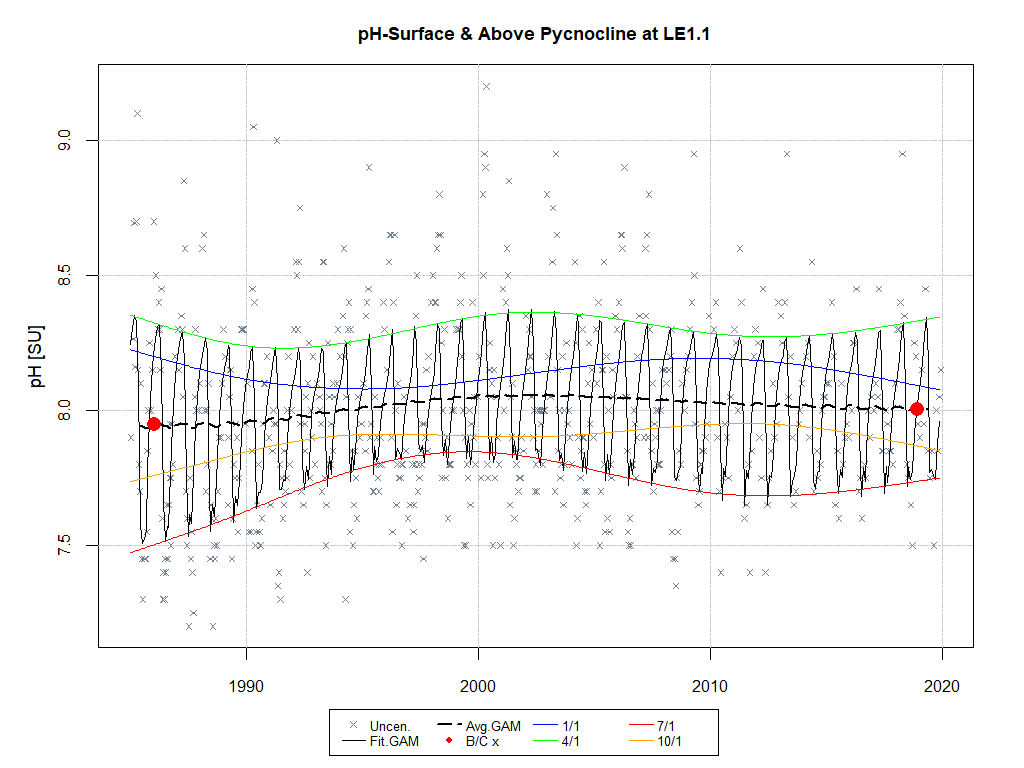 pH-Surface & Above Pycnocline at LE1.1
pH [SU]
9.0
8.5
8.0
7.5
1990 2000 2010 2020
Uncen. Avg.GAM 1/1 7/1
Fit.GAM B/C x 4/1 10/1